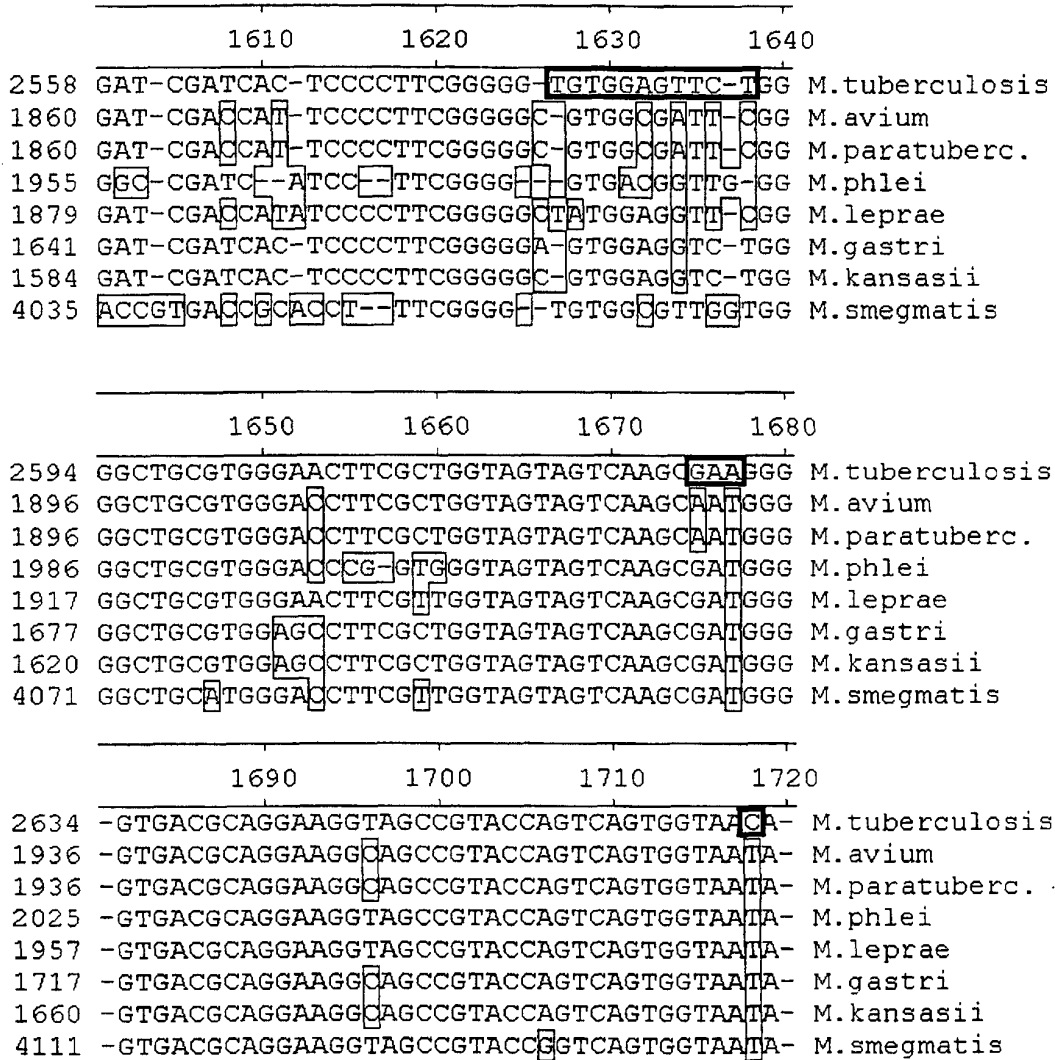 1610 1620 1630 1640
2558 GAT-CGATCAC-TCCCCTTCGGGGG-TGTGGAGTTC-TGG M.tuberculosis
1860 GAT-CGACCAT-TCCCCTTCGGGGGC-GTGGCGATT-CGG M.avium
1860 GAT-CGACCAT-TCCCCTTCGGGGGC-GTGGCGATT-CGG M.paratuberc.
1955 GGC-CGATC--ATCC--TTCGGGG---GTGACGGTTG-GG M.phlei
1879 GAT-CGACCATATCCCCTTCGGGGGCTATGGAGGTT-CGG M.leprae
1641 GAT-CGATCAC-TCCCCTTCGGGGGA-GTGGAGGTC-TGG M.gastri
1584 GAT-CGATCAC-TCCCCTTCGGGGGC-GTGGAGGTC-TGG M.kansasii
4035 ACCGTGACCGCACCT--TTCGGGG--TGTGGCGTTGGTGG M.smegmatis
1650 1660 1670 1680
2594 GGCTGCGTGGGAACTTCGCTGGTAGTAGTCAAGCGAAGGG M.tuberculosis
1896 GGCTGCGTGGGACCTTCGCTGGTAGTAGTCAAGCAATGGG M.avium
1896 GGCTGCGTGGGACCTTCGCTGGTAGTAGTCAAGCAATGGG M.paratuberc.
1986 GGCTGCGTGGGACCCG-GTGGGTAGTAGTCAAGCGATGGG M.phlei
1917 GGCTGCGTGGGAACTTCGTTGGTAGTAGTCAAGCGATGGG M.leprae
1677 GGCTGCGTGGAGCCTTCGCTGGTAGTAGTCAAGCGATGGG M.gastri
1620 GGCTGCGTGGAGCCTTCGCTGGTAGTAGTCAAGCGATGGG M.kansasii
4071 GGCTGCATGGGACCTTCGTTGGTAGTAGTCAAGCGATGGG M.smegmatis
1690 1700 1710 1720
2634 -GTGACGCAGGAAGGTAGCCGTACCAGTCAGTGGTAACA- M.tuberculosis
1936 -GTGACGCAGGAAGGCAGCCGTACCAGTCAGTGGTAATA- M.avium
1936 -GTGACGCAGGAAGGCAGCCGTACCAGTCAGTGGTAATA- M.paratuberc.
2025 -GTGACGCAGGAAGGTAGCCGTACCAGTCAGTGGTAATA- M.phlei
1957 -GTGACGCAGGAAGGTAGCCGTACCAGTCAGTGGTAATA- M.leprae
1717 -GTGACGCAGGAAGGCAGCCGTACCAGTCAGTGGTAATA- M.gastri
1660 -GTGACGCAGGAAGGCAGCCGTACCAGTCAGTGGTAATA- M.kansasii
4111 -GTGACGCAGGAAGGTAGCCGTACCGGTCAGTGGTAATA- M.smegmatis